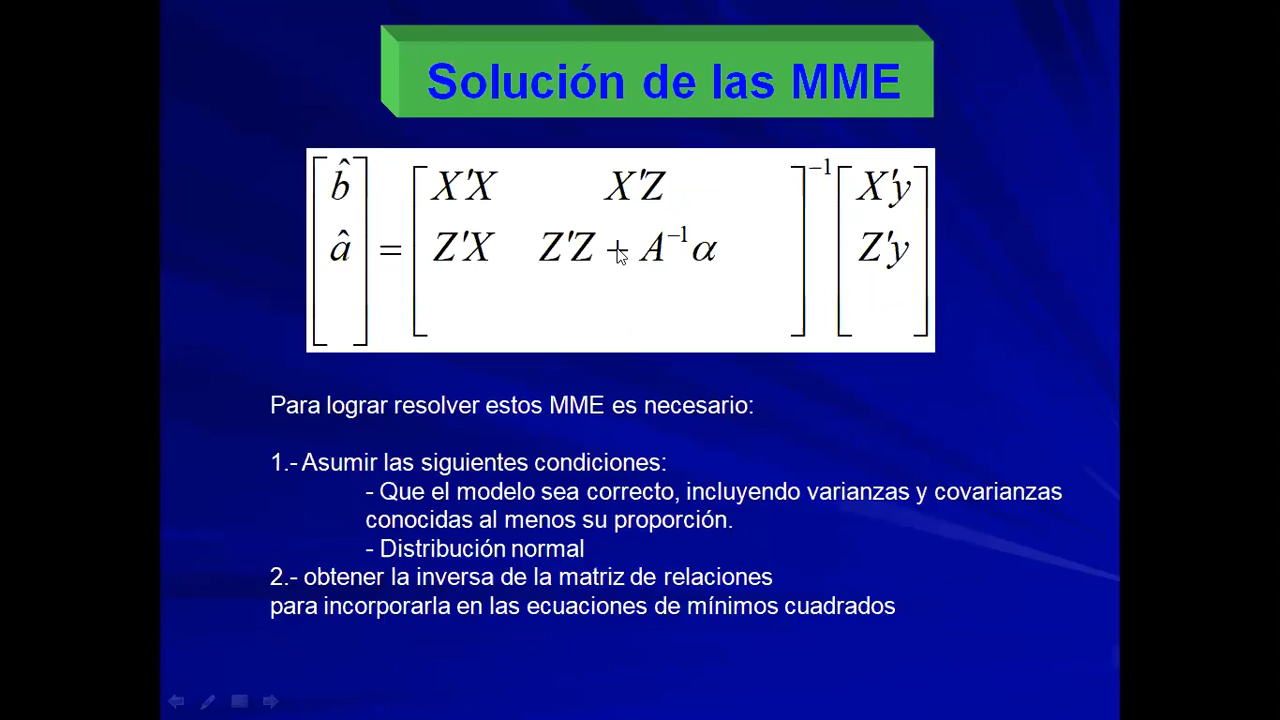 Solución de las MME
b̂ X'X X'Z −1 X'y
â = Z'X Z'Z + A⁻¹α Z'y
Para lograr resolver estos MME es necesario:
1.- Asumir las siguientes condiciones:
- Que el modelo sea correcto, incluyendo varianzas y covarianzas
conocidas al menos su proporción.
- Distribución normal
2.- obtener la inversa de la matriz de relaciones
para incorporarla en las ecuaciones de mínimos cuadrados